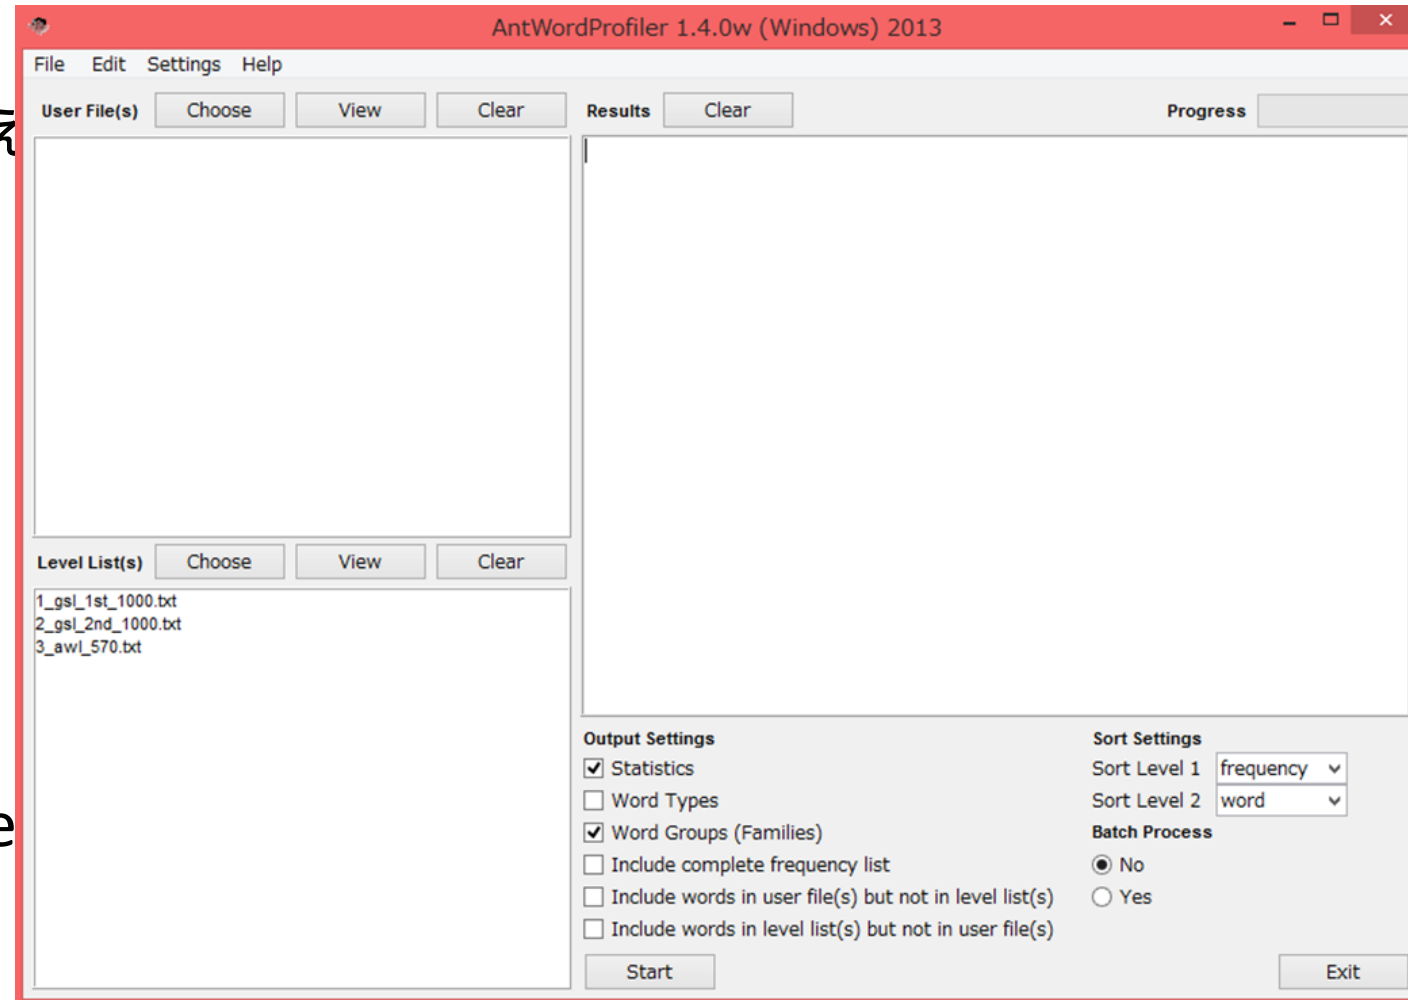 AntWordProfiler 1.4.0w (Windows) 2013
File Edit Settings Help
User File(s) Choose View Clear
Results Clear Progress
Level List(s) Choose View Clear
1_gsl_1st_1000.txt
2_gsl_2nd_1000.txt
3_awl_570.txt
Output Settings
Statistics
Word Types
Word Groups (Families)
Include complete frequency list
Include words in user file(s) but not in level list(s)
Include words in level list(s) but not in user file(s)
Start
Sort Settings
Sort Level 1 frequency
Sort Level 2 word
Batch Process
No
Yes
Exit
e